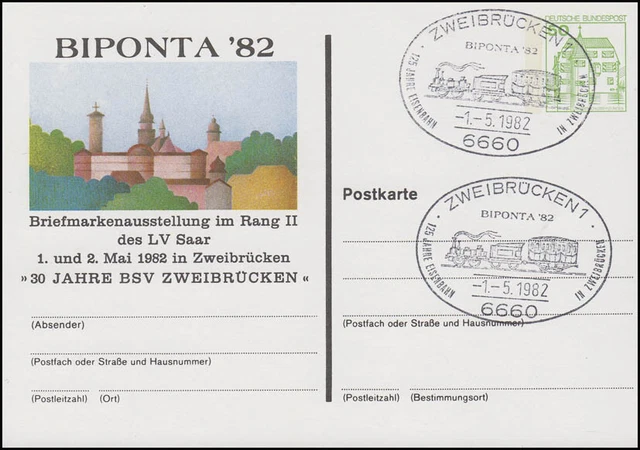 BIPONTA '82
Briefmarkenausstellung im Rang II
des LV Saar
1. und 2. Mai 1982 in Zweibrücken
»30 JAHRE BSV ZWEIBRÜCKEN«
(Absender)
(Postfach oder Straße und Hausnummer)
(Postleitzahl) (Ort)
DEUTSCHE BUNDESPOST
50
ZWEIBRÜCKEN 1
BIPONTA '82
125 JAHRE EISENBAHN
IN ZWEIBRÜCKEN
-1.-5.1982
6660
Postkarte
ZWEIBRÜCKEN 1
BIPONTA '82
125 JAHRE EISENBAHN
IN ZWEIBRÜCKEN
-1.-5.1982
6660
(Postfach oder Straße und Hausnummer)
(Postleitzahl) (Bestimmungsort)